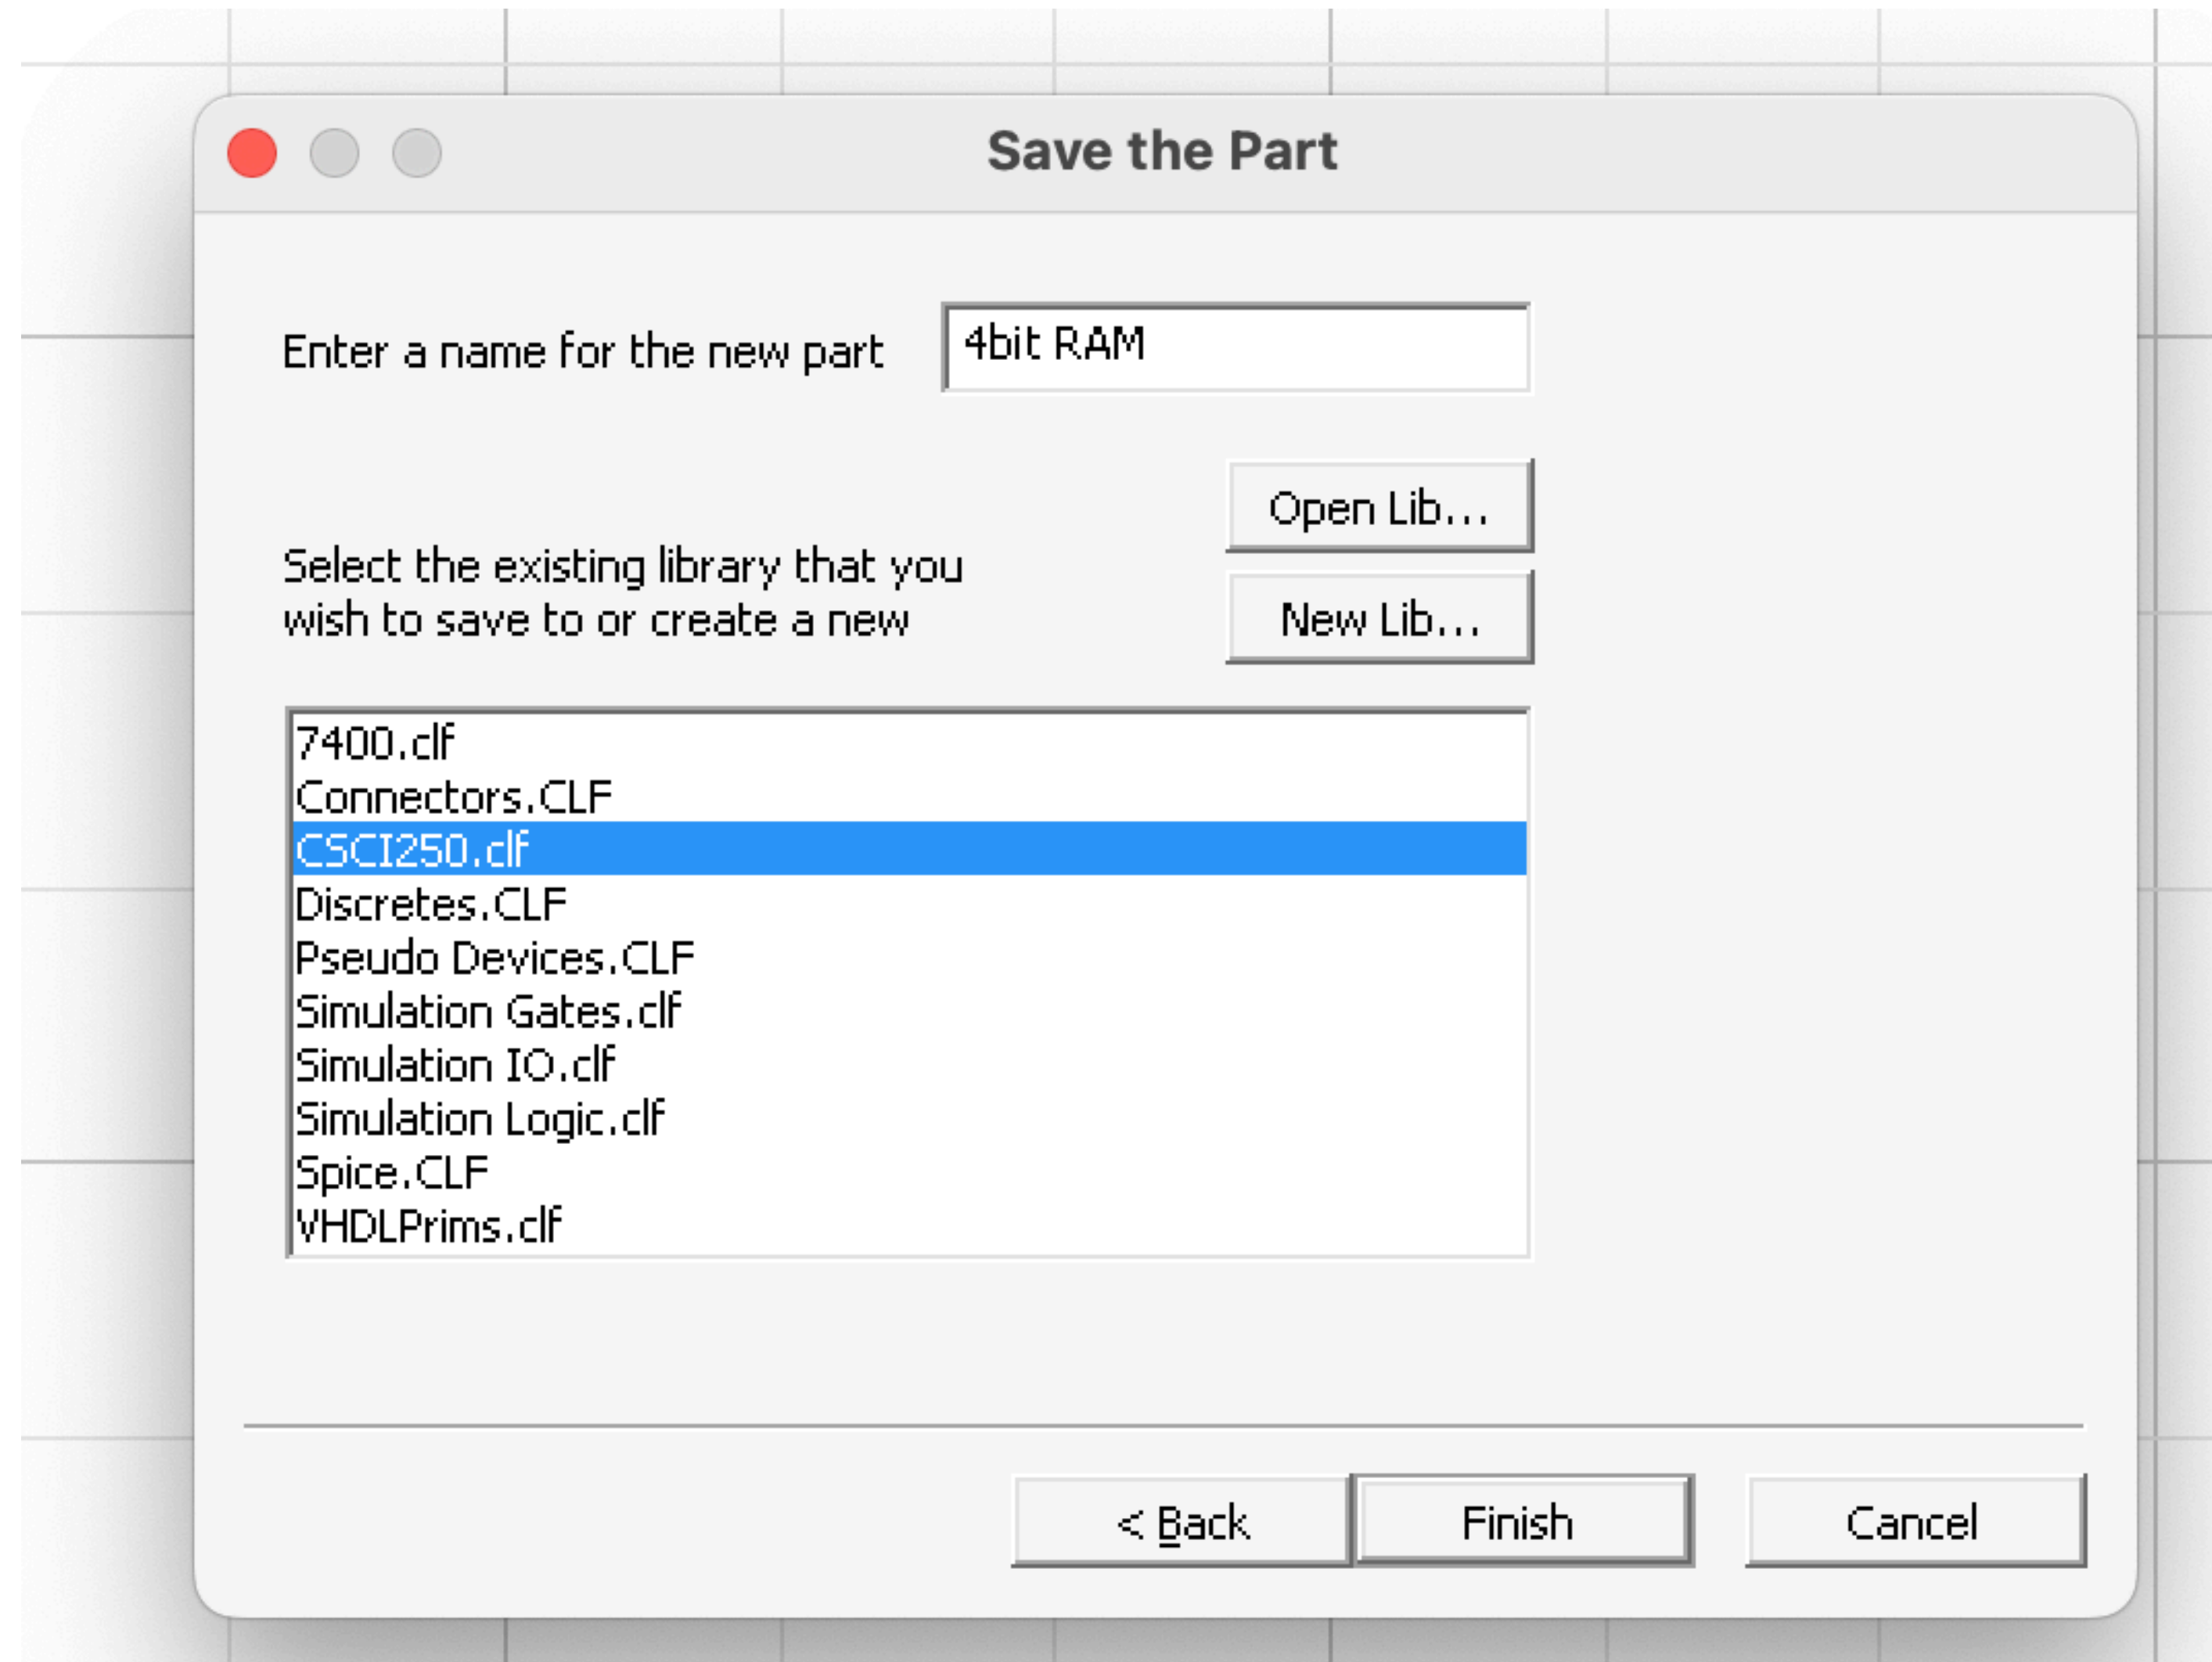 Save the Part
Enter a name for the new part
4bit RAM
Open Lib...
Select the existing library that you
wish to save to or create a new
New Lib...
7400.clf
Connectors.CLF
CSCI250.clf
Discretes.CLF
Pseudo Devices.CLF
Simulation Gates.clf
Simulation IO.clf
Simulation Logic.clf
Spice.CLF
VHDLPrims.clf
< Back
Finish
Cancel